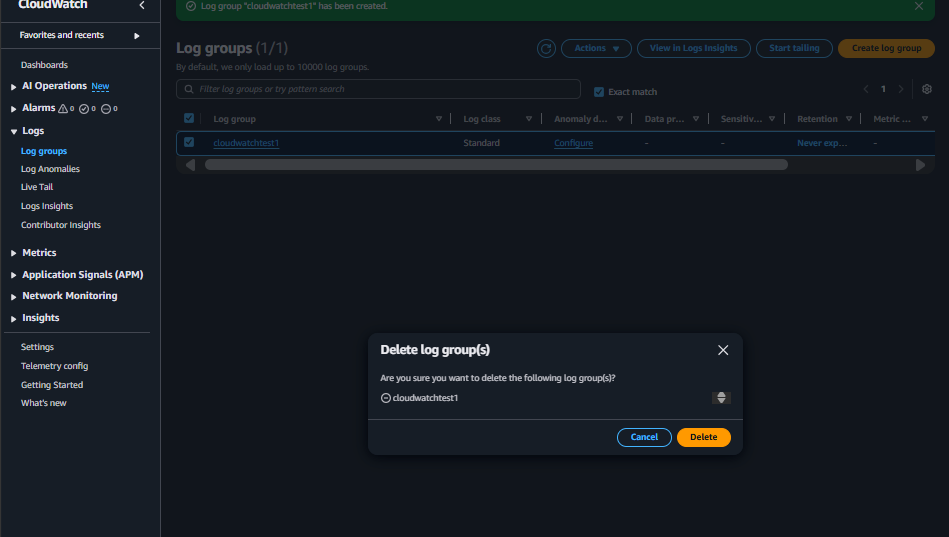 CloudWatch
Favorites and recents
Dashboards
AI Operations New
Alarms 0 0 0
Logs
Log groups
Log Anomalies
Live Tail
Logs Insights
Contributor Insights
Metrics
Application Signals (APM)
Network Monitoring
Insights
Settings
Telemetry config
Getting Started
What's new
Log group "cloudwatchtest1" has been created.
Log groups (1/1)
Actions
View in Logs Insights
Start tailing
Create log group
By default, we only load up to 10000 log groups.
Filter log groups or try pattern search
Exact match
1
Log group Log class Anomaly d... Data pr... Sensitiv... Retention Metric ...
cloudwatchtest1 Standard Configure - - Never exp... -
Delete log group(s)
Are you sure you want to delete the following log group(s)?
cloudwatchtest1
Cancel Delete